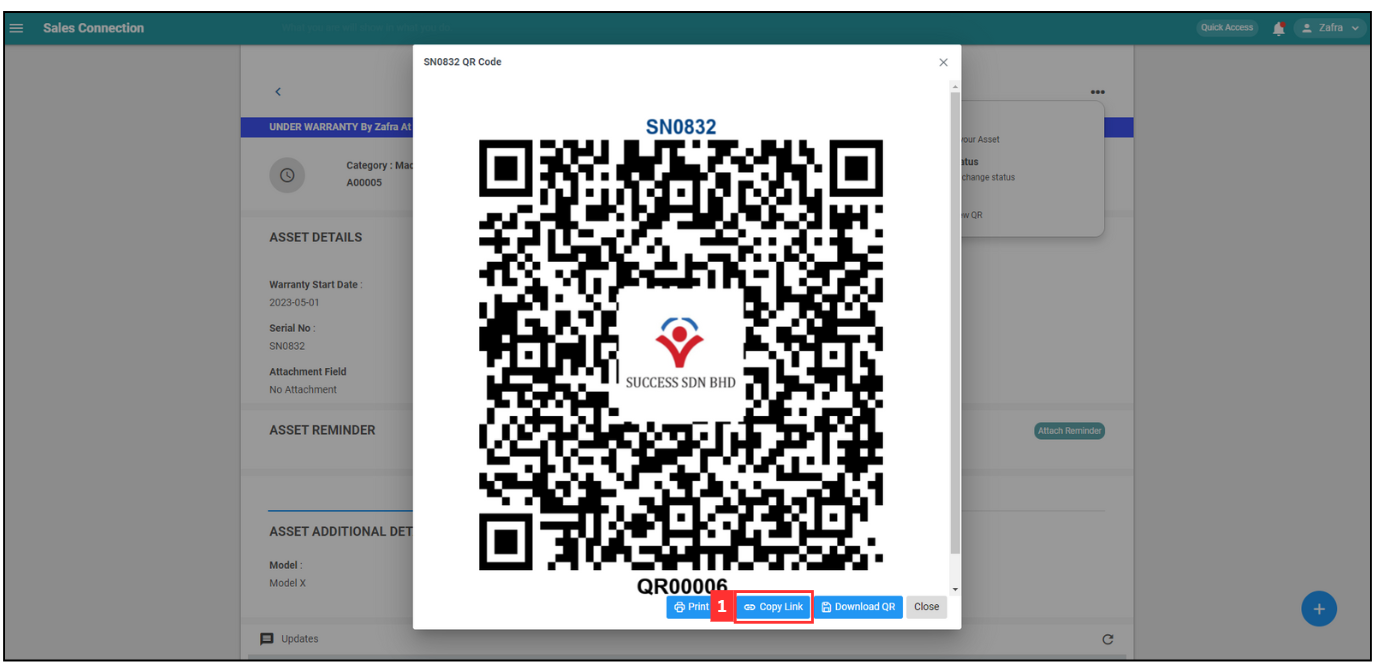 Sales Connection
Quick Access
Zafra
SN0832 QR Code
UNDER WARRANTY By Zafra At
SN0832
your Asset
Category : Mac
atus
A00005
change status
ew QR
ASSET DETAILS
Warranty Start Date :
2023-05-01
Serial No :
SN0832
Attachment Field
No Attachment
SUCCESS SDN BHD
ASSET REMINDER
Attach Reminder
ASSET ADDITIONAL DET
Model :
Model X
QR00006
Print
1
Copy Link
Download QR
Close
Updates